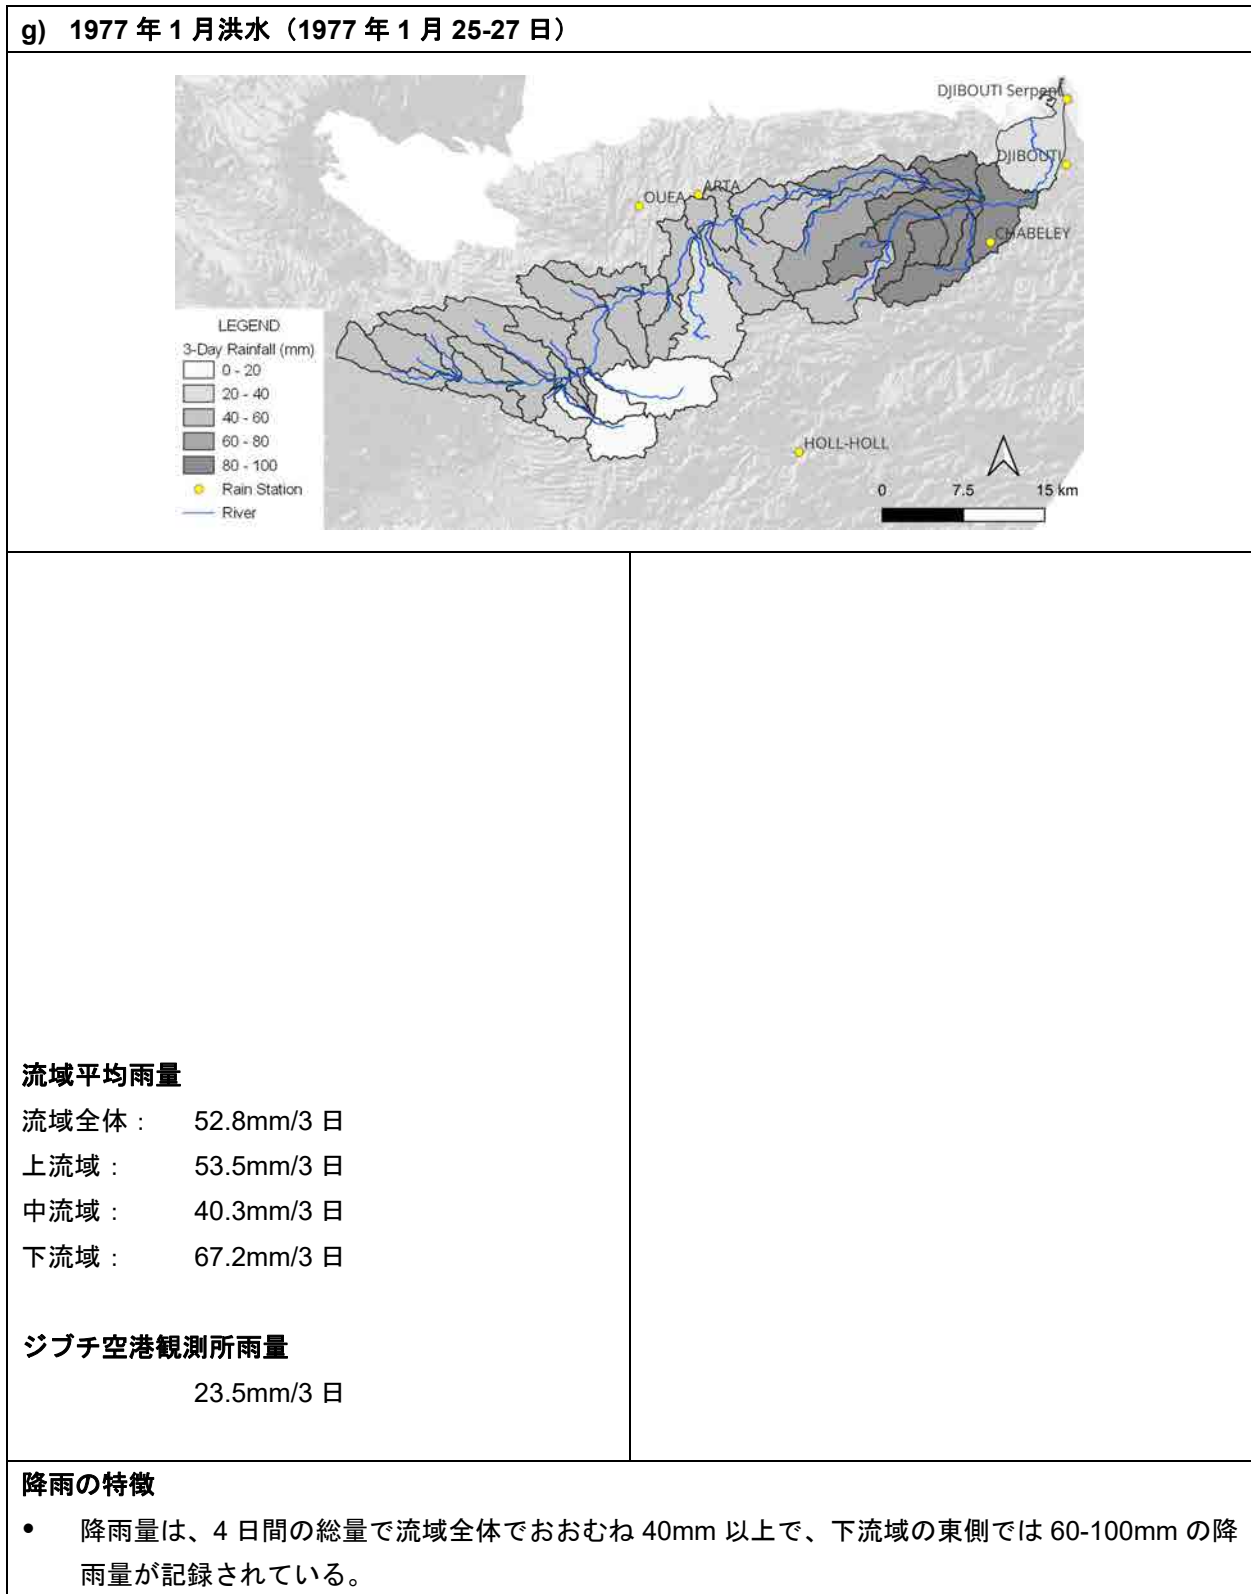 g) 1977 年 1 月洪水（1977 年 1 月 25-27 日）
DJIBOUTI Serpent
DJIBOUTI
ARTA
OUEA
CHABELEY
HOLL-HOLL
LEGEND
3-Day Rainfall (mm)
0 - 20
20 - 40
40 - 60
60 - 80
80 - 100
Rain Station
River
0 7.5 15 km
流域平均雨量
流域全体： 52.8mm/3 日
上流域： 53.5mm/3 日
中流域： 40.3mm/3 日
下流域： 67.2mm/3 日
ジブチ空港観測所雨量
23.5mm/3 日
降雨の特徴
• 降雨量は、4 日間の総量で流域全体でおおむね 40mm 以上で、下流域の東側では 60-100mm の降
雨量が記録されている。